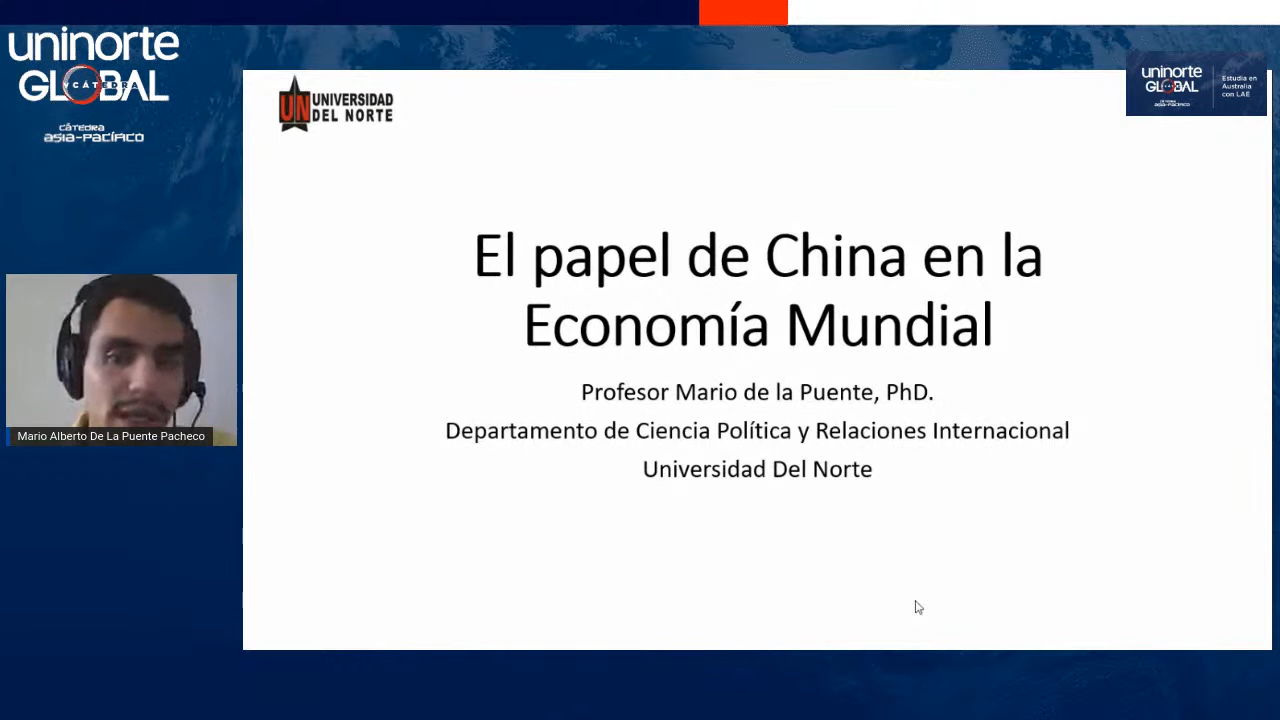 uninorte
GLOBAL
CÁTEDRA
CÁTEDRA
ASIA-PACÍFICO
UN UNIVERSIDAD
DEL NORTE
uninorte
GLOBAL
Estudia en
Australia
con LAE
El papel de China en la
Economía Mundial
Profesor Mario de la Puente, PhD.
Departamento de Ciencia Política y Relaciones Internacional
Universidad Del Norte
Mario Alberto De La Puente Pacheco